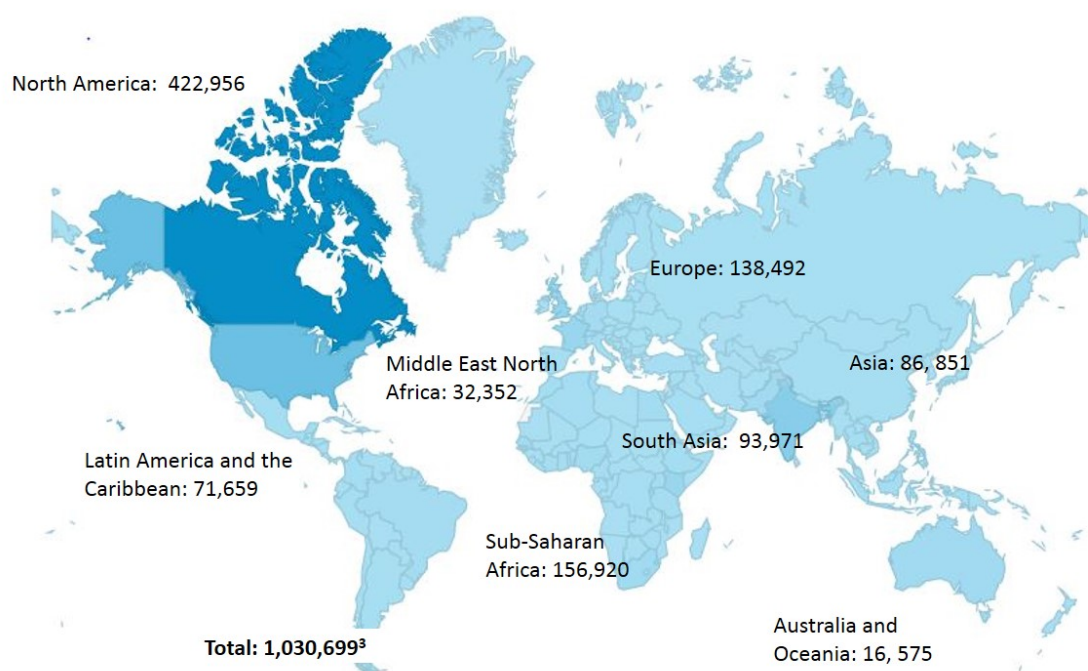 North America: 422,956
Europe: 138,492
Middle East North
Africa: 32,352
Asia: 86, 851
South Asia: 93,971
Latin America and the
Caribbean: 71,659
Sub-Saharan
Africa: 156,920
Total: 1,030,699³
Australia and
Oceania: 16, 575